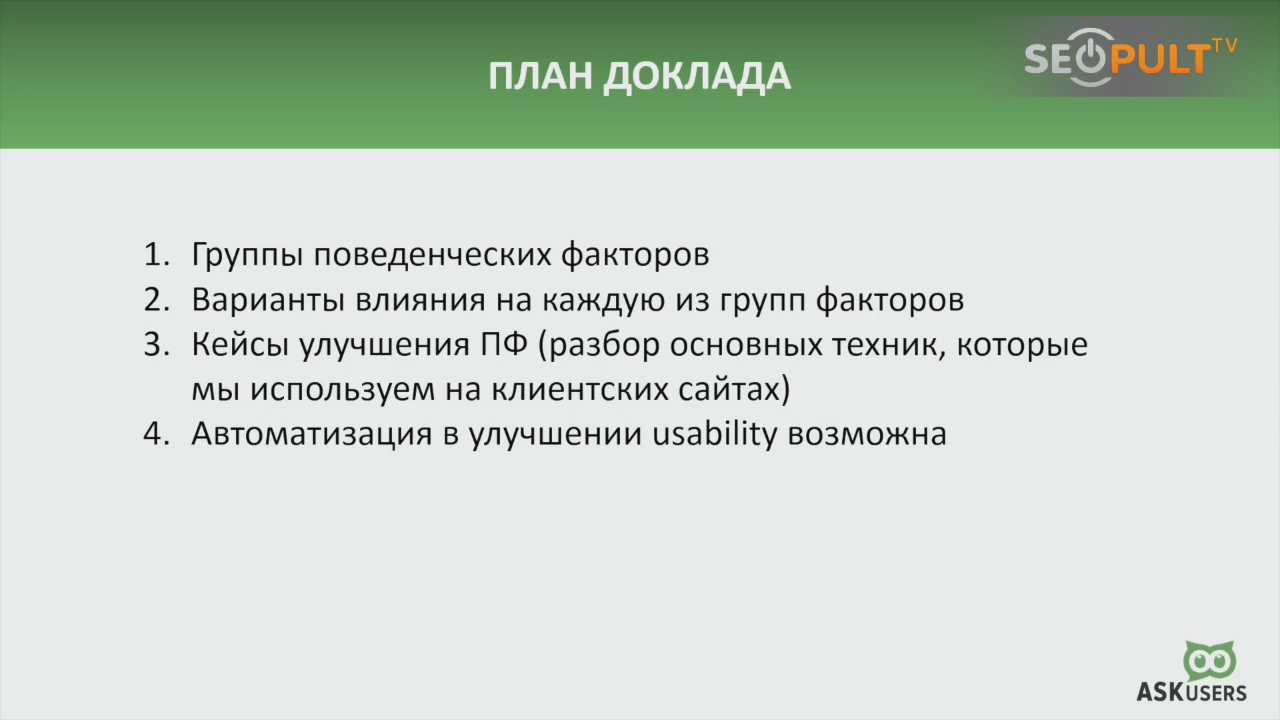 ПЛАН ДОКЛАДА
SEOPULT TV
1. Группы поведенческих факторов
2. Варианты влияния на каждую из групп факторов
3. Кейсы улучшения ПФ (разбор основных техник, которые
мы используем на клиентских сайтах)
4. Автоматизация в улучшении usability возможна
ASKUSERS